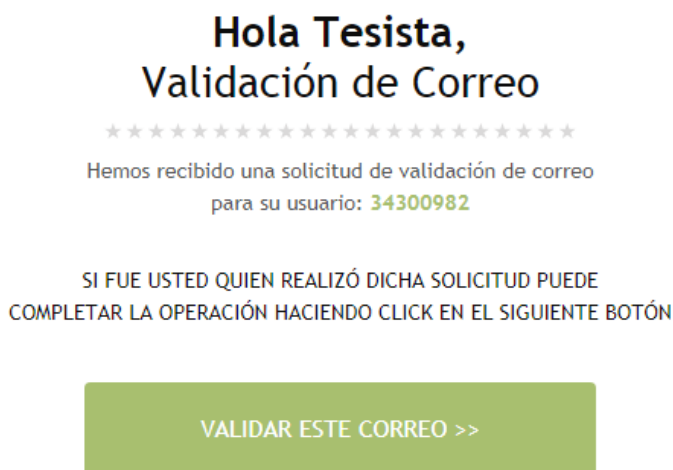 Hola Tesista,
Validación de Correo
Hemos recibido una solicitud de validación de correo
para su usuario: 34300982
SI FUE USTED QUIEN REALIZÓ DICHA SOLICITUD PUEDE
COMPLETAR LA OPERACIÓN HACIENDO CLICK EN EL SIGUIENTE BOTÓN
VALIDAR ESTE CORREO >>